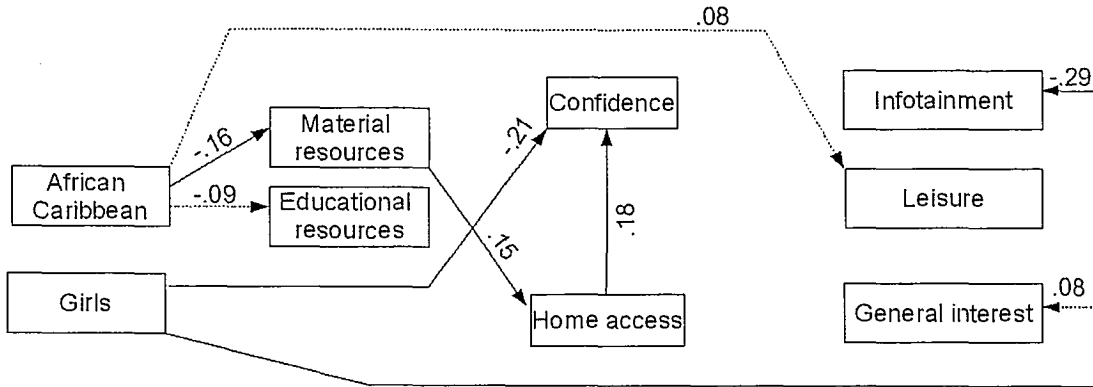 .08
Confidence
Infotainment
-.29
Material
resources
-.16
-.21
African
Caribbean
-.09
Educational
resources
Leisure
.15
.18
Girls
Home access
General interest
.08